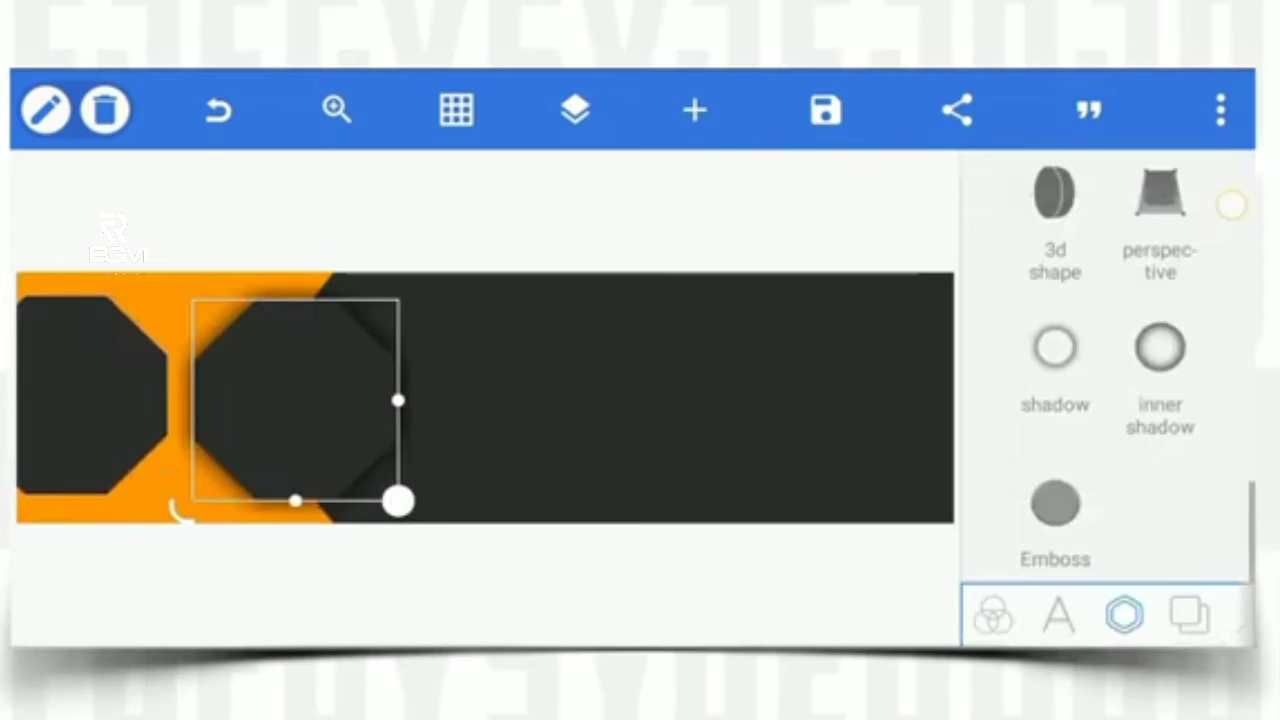 3d
shape
perspec-
tive
shadow
inner
shadow
Emboss